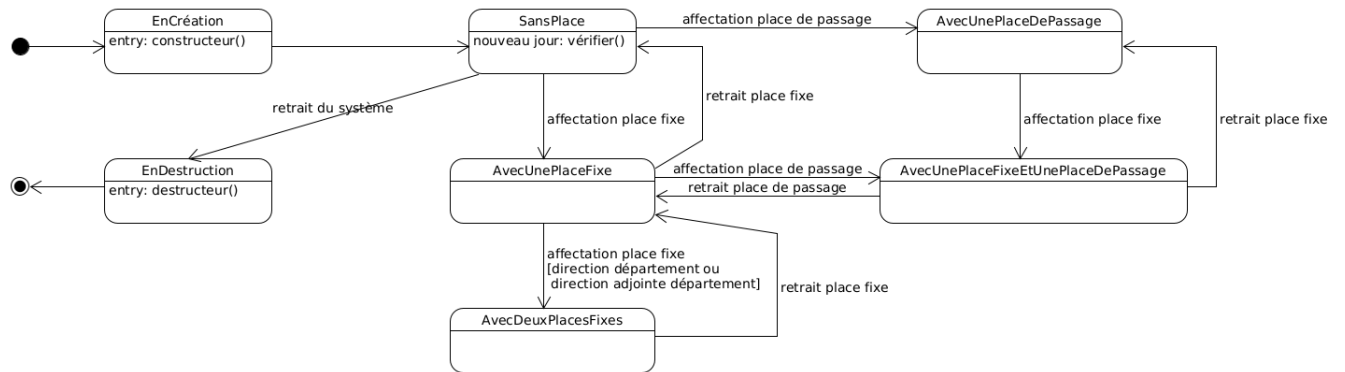 EnCréation
entry: constructeur()
SansPlace
nouveau jour: vérifier()
affectation place de passage
AvecUnePlaceDePassage
retrait du système
affectation place fixe
retrait place fixe
affectation place fixe
retrait place fixe
EnDestruction
entry: destructeur()
AvecUnePlaceFixe
affectation place de passage
retrait place de passage
AvecUnePlaceFixeEtUnePlaceDePassage
affectation place fixe
[direction département ou
direction adjointe département]
retrait place fixe
AvecDeuxPlacesFixes